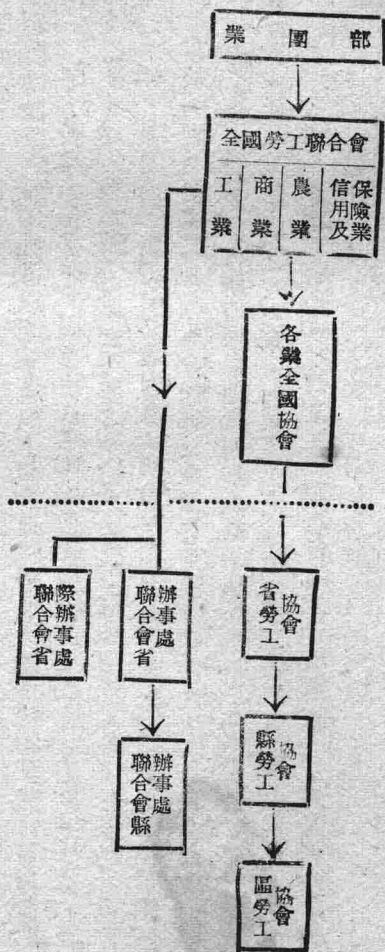 業團部
全國勞工聯合會
工業
商業
農業
信用及
保險業
各業全國協會
聯合會省
際辦事處
聯合會省
辦事處
省勞工
協會
聯合會縣
辦事處
縣勞工
協會
區勞工
協會